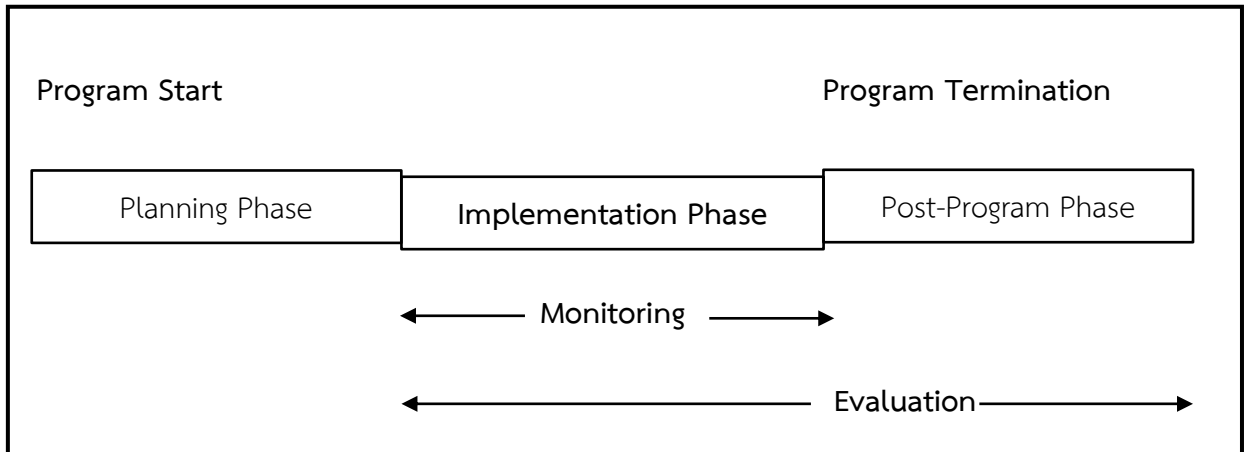 Program Start
Program Termination
Planning Phase
Implementation Phase
Post-Program Phase
Monitoring
Evaluation